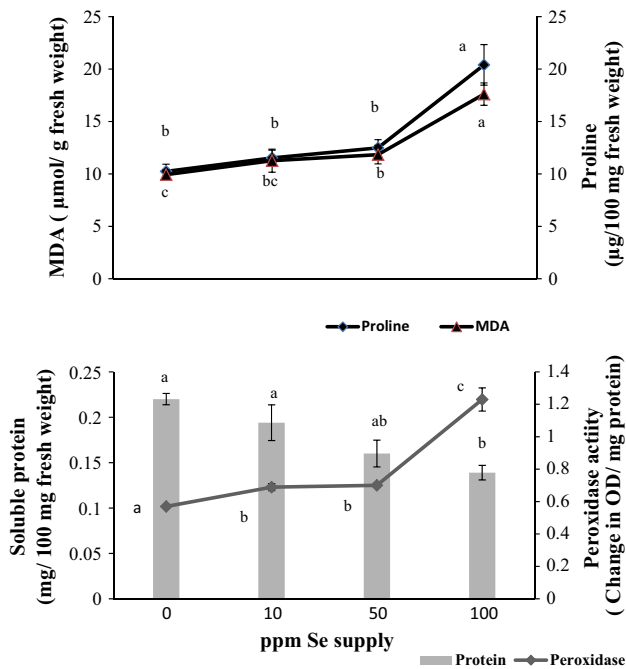 MDA ( µmol/ g fresh weight)
25
20
15
10
5
0
b
b
b
a
c
bc
b
a
25
20
15
10
5
0
Proline
(µg/100 mg fresh weight)
Proline
MDA
Soluble protein
(mg/ 100 mg fresh weight)
0.25
0.2
0.15
0.1
0.05
0
a
a
ab
b
a
b
b
c
1.4
1.2
1
0.8
0.6
0.4
0.2
0
Peroxidase actiity
( Change in OD/ mg protein)
0
10
50
100
ppm Se supply
Protein
Peroxidase